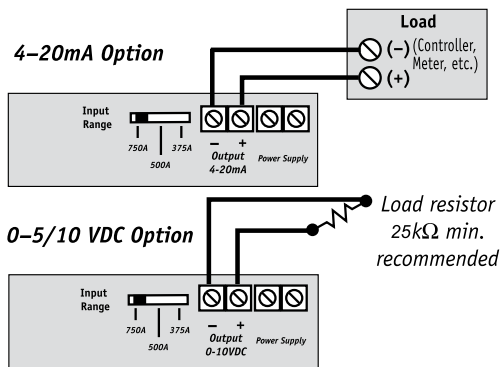 4–20mA Option
Load
(–) (Controller,
Meter, etc.)
(+)
Input
Range
750A
500A
375A
– +
Output
4-20mA
Power Supply
0–5/10 VDC Option
Load resistor
25kΩ min.
recommended
Input
Range
750A
500A
375A
– +
Output
0-10VDC
Power Supply